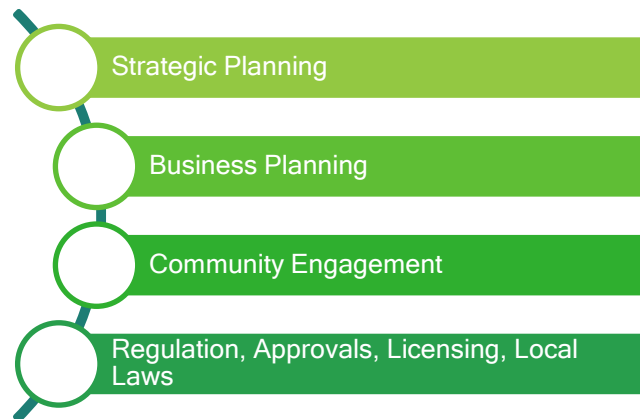 Strategic Planning
Business Planning
Community Engagement
Regulation, Approvals, Licensing, Local
Laws